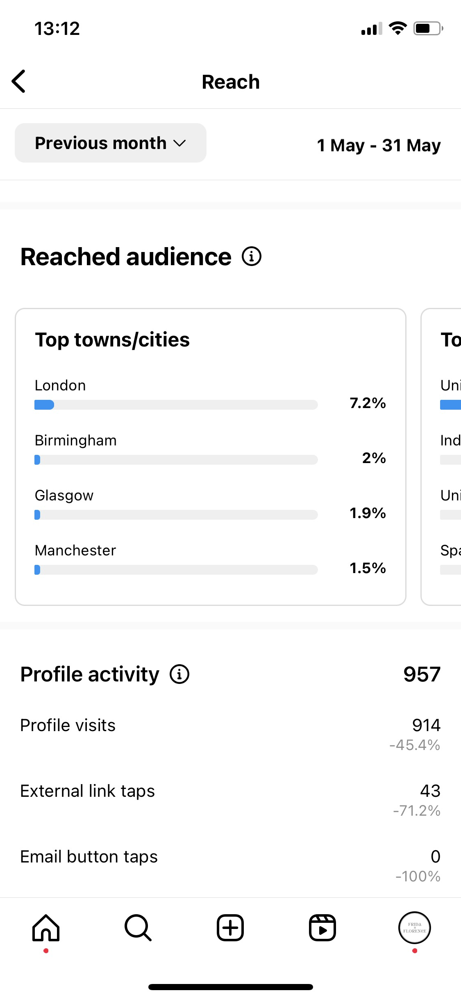 13:12
Reach
Previous month
1 May - 31 May
Reached audience
Top towns/cities
To
London
7.2%
Uni
Birmingham
2%
Ind
Glasgow
1.9%
Uni
Manchester
1.5%
Spa
Profile activity
957
Profile visits
914
-45.4%
External link taps
43
-71.2%
Email button taps
0
-100%
FRIDA
&
FLORENCE